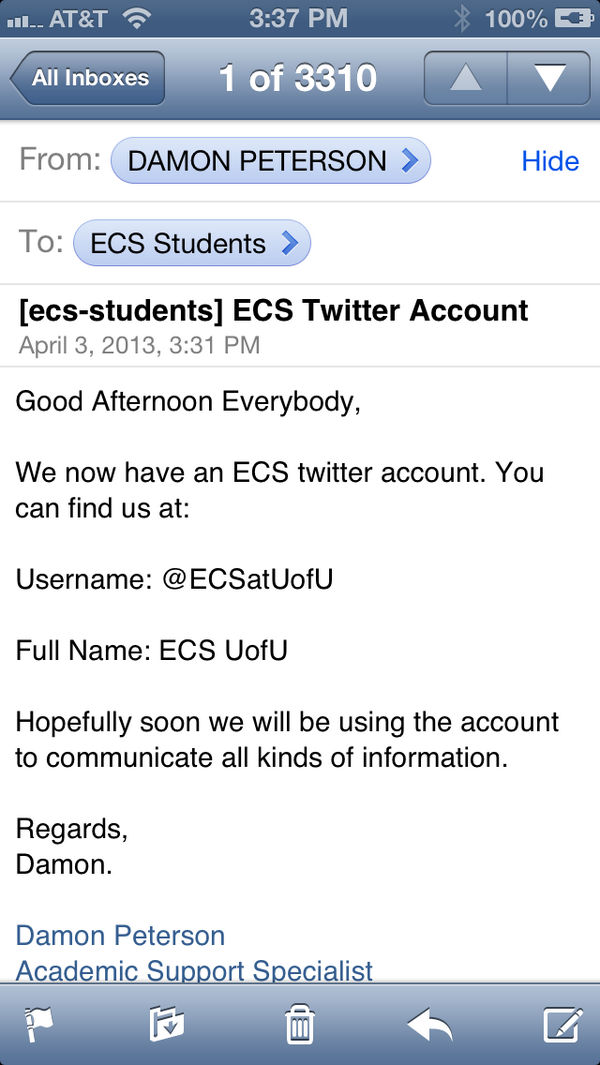 AT&T 3:37 PM 100%
All Inboxes 1 of 3310
From: DAMON PETERSON Hide
To: ECS Students
[ecs-students] ECS Twitter Account
April 3, 2013, 3:31 PM
Good Afternoon Everybody,
We now have an ECS twitter account. You
can find us at:
Username: @ECSatUofU
Full Name: ECS UofU
Hopefully soon we will be using the account
to communicate all kinds of information.
Regards,
Damon.
Damon Peterson
Academic Support Specialist